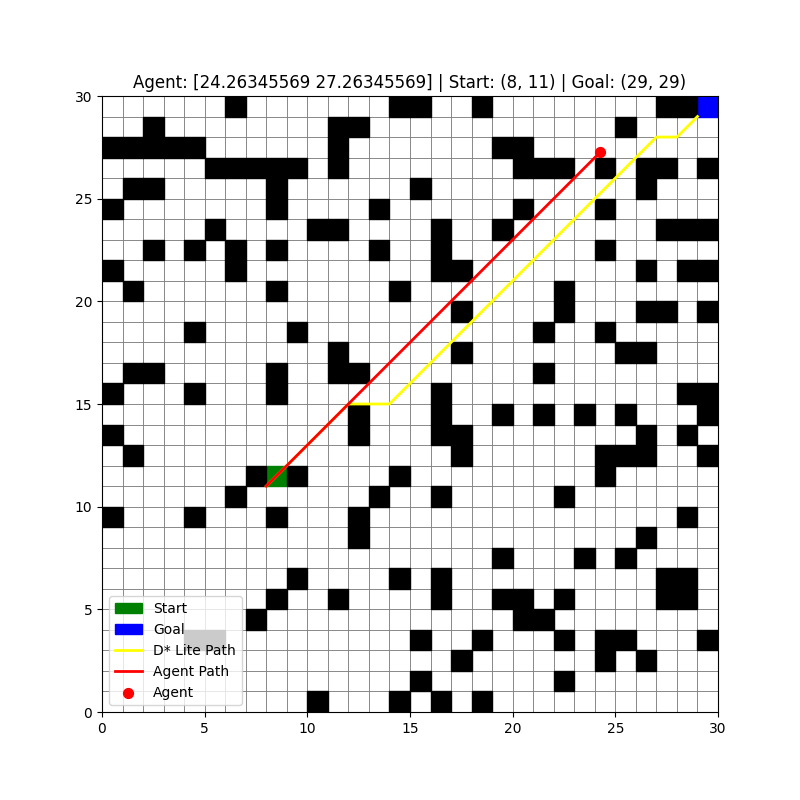 Agent: [24.26345569 27.26345569] | Start: (8, 11) | Goal: (29, 29)
30
25
20
15
10
5
0
Start
Goal
D* Lite Path
Agent Path
Agent
0 5 10 15 20 25 30